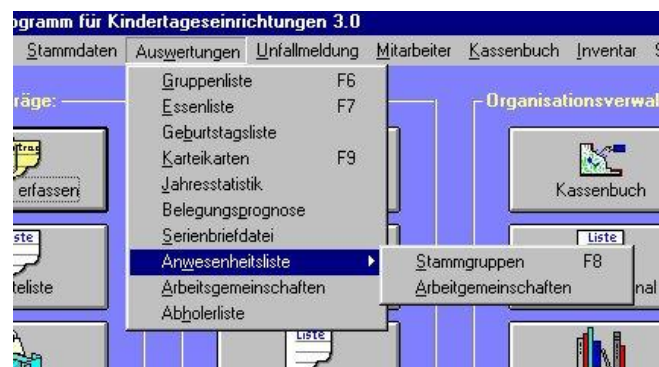 ogramm für Kindertageseinrichtungen 3.0
Stammdaten Auswertungen Unfallmeldung Mitarbeiter Kassenbuch Inventar
räge:
Organisationsverwal
Gruppenliste F6
Essenliste F7
Geburtstagsliste
Karteikarten F9
Jahresstatistik
Belegungsprognose
Serienbriefdatei
Anwesenheitsliste
Arbeitsgemeinschaften
Abholerliste
Stammgruppen F8
Arbeitgemeinschaften
erfassen
Kassenbuch
ste
Liste
teliste
nal
Liste